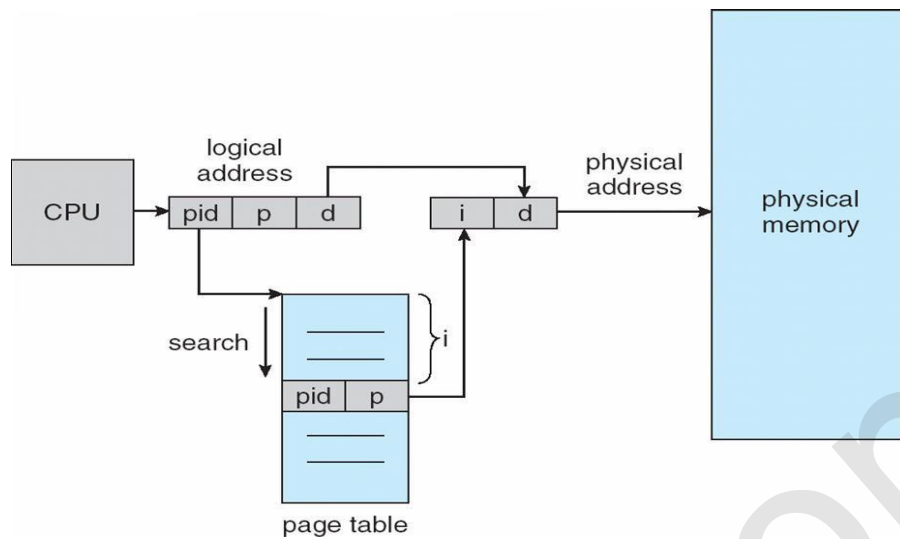 logical
address
physical
address
CPU
pid p d
i d
physical
memory
search
i
pid p
page table